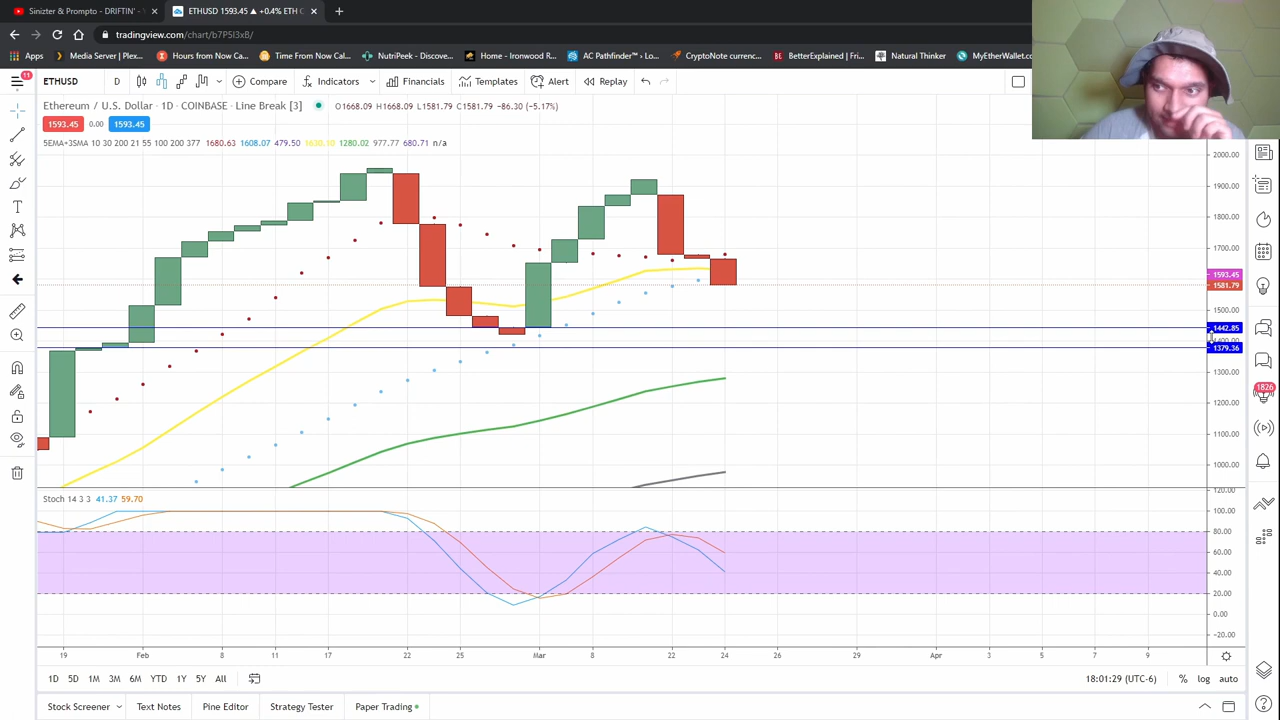 Sinizter & Prompto - DRIFTIN' -
ETHUSD 1593.45 ▲ +0.4% ETH
tradingview.com/chart/b7P5I3xB/
Apps Media Server - Plex... Hours from Now Cal... Time From Now Cal... NutriPeek - Discove... Home - Ironwood R... AC Pathfinder™ › Lo... CryptoNote currenc... BetterExplained | Fri... Natural Thinker MyEtherWallet.co
11
ETHUSD D Compare Indicators Financials Templates Alert Replay
Ethereum / U.S. Dollar · 1D · COINBASE · Line Break [3] O1668.09 H1668.09 L1581.79 C1581.79 −86.30 (−5.17%)
1593.45 0.00 1593.45
5EMA+3SMA 10 30 200 21 55 100 200 377 1680.63 1608.07 479.50 1630.10 1280.02 977.77 680.71 n/a
2000.00
1900.00
1800.00
1700.00
1593.45
1581.79
1500.00
1442.85
1400.00
1379.36
1300.00
1200.00
1100.00
1000.00
1826
Stoch 14 3 3 41.37 59.70
120.00
100.00
80.00
60.00
40.00
20.00
0.00
−20.00
19 Feb 8 11 17 22 25 Mar 8 22 24 26 29 Apr 3 5 7 9
1D 5D 1M 3M 6M YTD 1Y 5Y All 18:01:29 (UTC-6) % log auto
Stock Screener Text Notes Pine Editor Strategy Tester Paper Trading